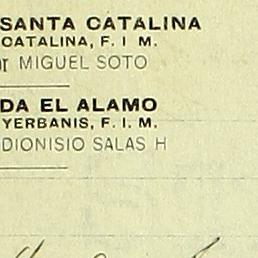 SANTA CATALINA
CATALINA, F. I M.
MIGUEL SOTO
DA EL ALAMO
YERBANIS, F. I. M.
DIONISIO SALAS H